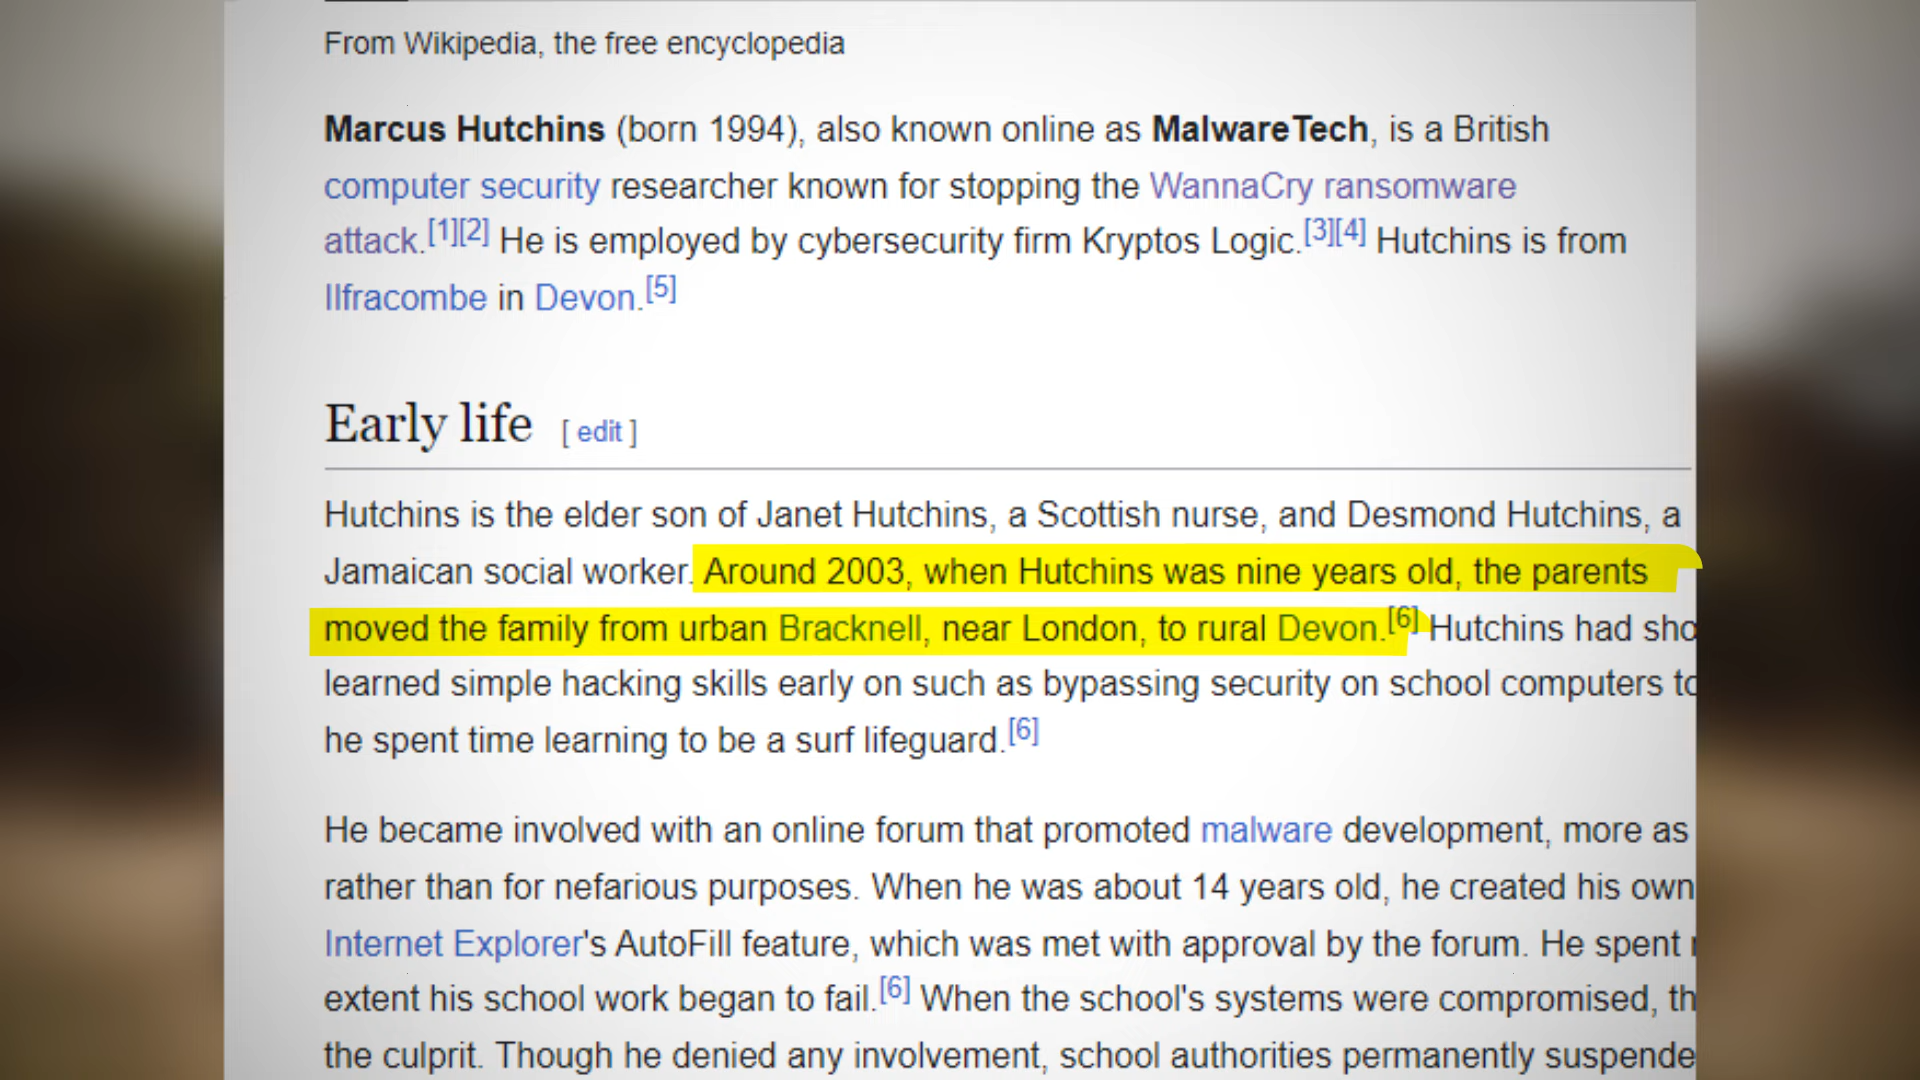 From Wikipedia, the free encyclopedia
Marcus Hutchins (born 1994), also known online as MalwareTech, is a British
computer security researcher known for stopping the WannaCry ransomware
attack.[1][2] He is employed by cybersecurity firm Kryptos Logic.[3][4] Hutchins is from
Ilfracombe in Devon.[5]
Early life [ edit ]
Hutchins is the elder son of Janet Hutchins, a Scottish nurse, and Desmond Hutchins, a
Jamaican social worker. Around 2003, when Hutchins was nine years old, the parents
moved the family from urban Bracknell, near London, to rural Devon.[6] Hutchins had sho
learned simple hacking skills early on such as bypassing security on school computers to
he spent time learning to be a surf lifeguard.[6]
He became involved with an online forum that promoted malware development, more as
rather than for nefarious purposes. When he was about 14 years old, he created his own
Internet Explorer's AutoFill feature, which was met with approval by the forum. He spent
extent his school work began to fail.[6] When the school's systems were compromised, th
the culprit. Though he denied any involvement, school authorities permanently suspende